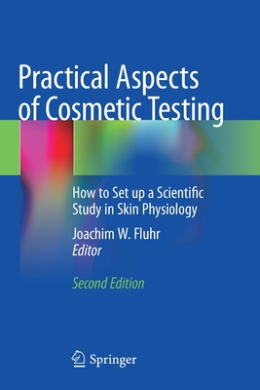 Practical Aspects
of Cosmetic Testing
How to Set up a Scientific
Study in Skin Physiology
Joachim W. Fluhr
Editor
Second Edition
Springer